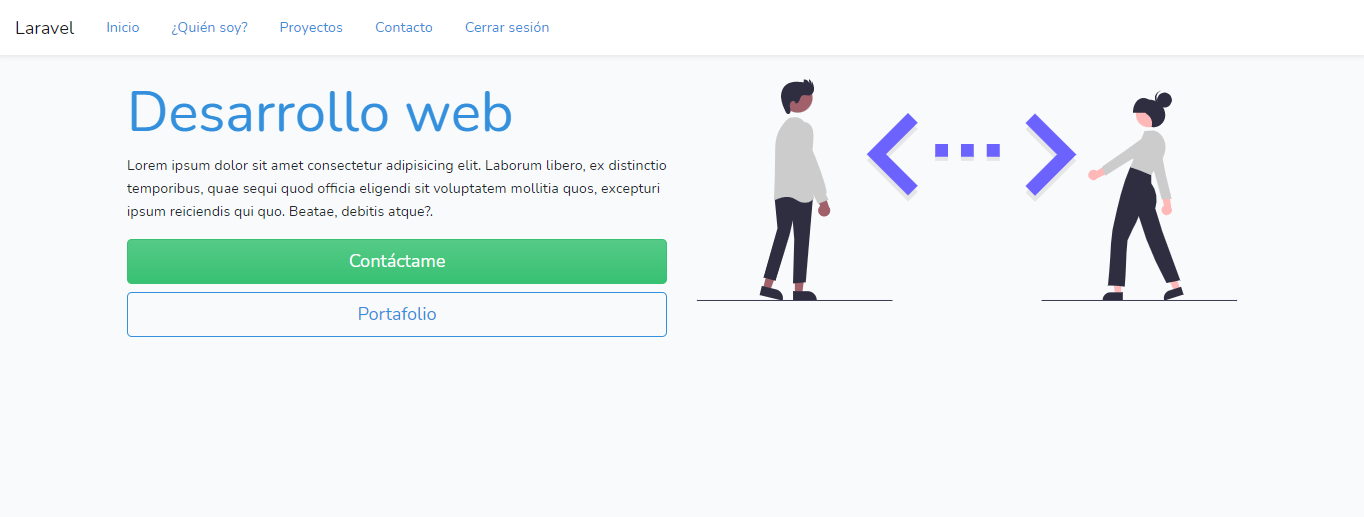 Laravel Inicio ¿Quién soy? Proyectos Contacto Cerrar sesión
Desarrollo web
Lorem ipsum dolor sit amet consectetur adipisicing elit. Laborum libero, ex distinctio
temporibus, quae sequi quod officia eligendi sit voluptatem mollitia quos, excepturi
ipsum reiciendis qui quo. Beatae, debitis atque?.
Contáctame
Portafolio